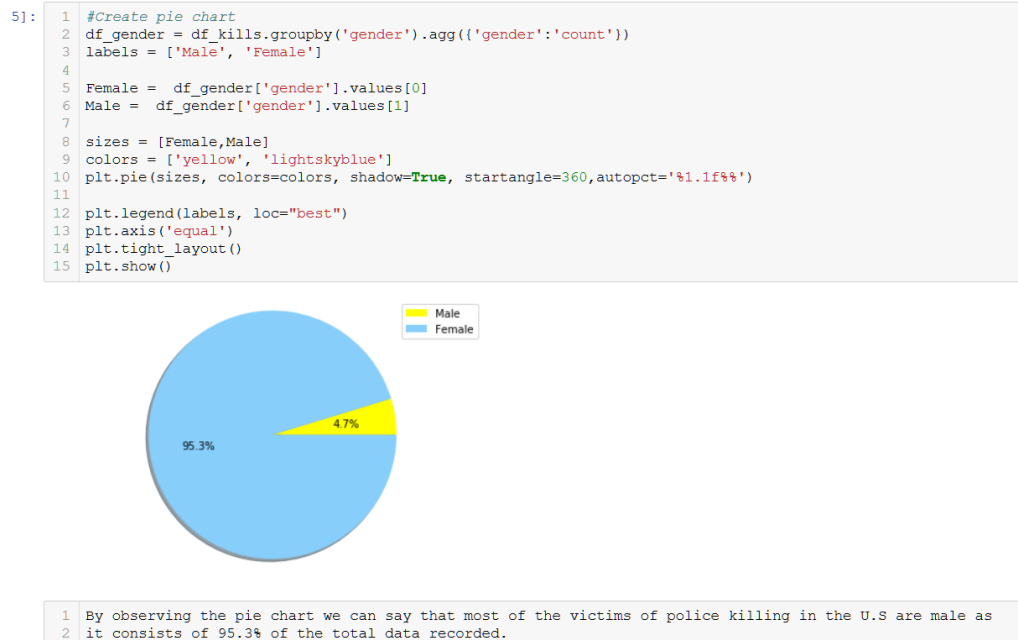 5]:
1 #Create pie chart
2 df_gender = df_kills.groupby('gender').agg({'gender':'count'})
3 labels = ['Male', 'Female']
4
5 Female =  df_gender['gender'].values[0]
6 Male =  df_gender['gender'].values[1]
7
8 sizes = [Female,Male]
9 colors = ['yellow', 'lightskyblue']
10 plt.pie(sizes, colors=colors, shadow=True, startangle=360,autopct='%1.1f%%')
11
12 plt.legend(labels, loc="best")
13 plt.axis('equal')
14 plt.tight_layout()
15 plt.show()
Male
Female
4.7%
95.3%
1 By observing the pie chart we can say that most of the victims of police killing in the U.S are male as
2 it consists of 95.3% of the total data recorded.